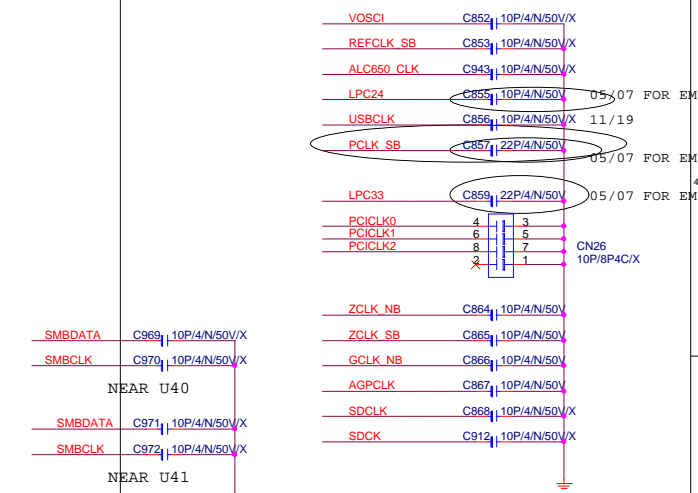 VOSCI C852 10P/4/N/50V/X
REFCLK_SB C853 10P/4/N/50V/X
ALC650_CLK C943 10P/4/N/50V/X
LPC24 C855 10P/4/N/50V 05/07 FOR EM
USBCLK C856 10P/4/N/50V/X 11/19
PCLK_SB C857 22P/4/N/50V
05/07 FOR EM
LPC33 C859 22P/4/N/50V 05/07 FOR EM
4
PCICLK0 4 3
PCICLK1 6 5
PCICLK2 8 7
2 1
CN26
10P/8P4C/X
ZCLK_NB C864 10P/4/N/50V
ZCLK_SB C865 10P/4/N/50V
GCLK_NB C866 10P/4/N/50V
AGPCLK C867 10P/4/N/50V
SDCLK C868 10P/4/N/50V/X
SDCK C912 10P/4/N/50V/X
SMBDATA C969 10P/4/N/50V/X
SMBCLK C970 10P/4/N/50V/X
NEAR U40
SMBDATA C971 10P/4/N/50V/X
SMBCLK C972 10P/4/N/50V/X
NEAR U41